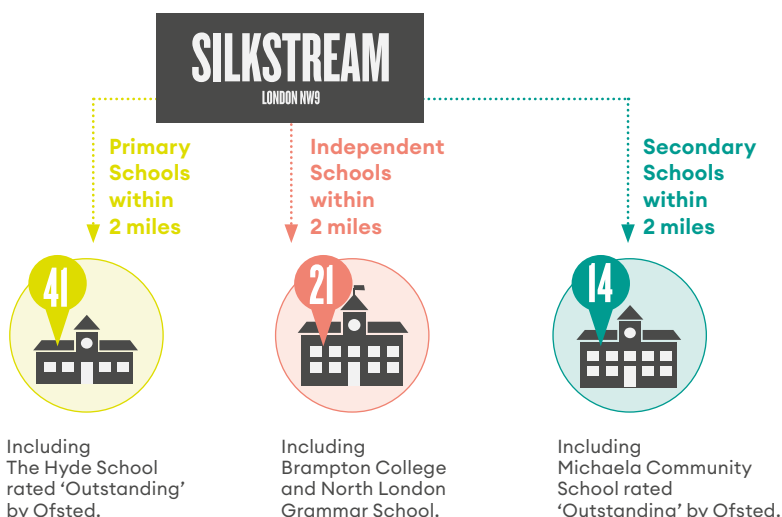 SILKSTREAM
LONDON NW9
Primary
Schools
within
2 miles
41
Including
The Hyde School
rated ‘Outstanding’
by Ofsted.
Independent
Schools
within
2 miles
21
Including
Brampton College
and North London
Grammar School.
Secondary
Schools
within
2 miles
14
Including
Michaela Community
School rated
‘Outstanding’ by Ofsted.